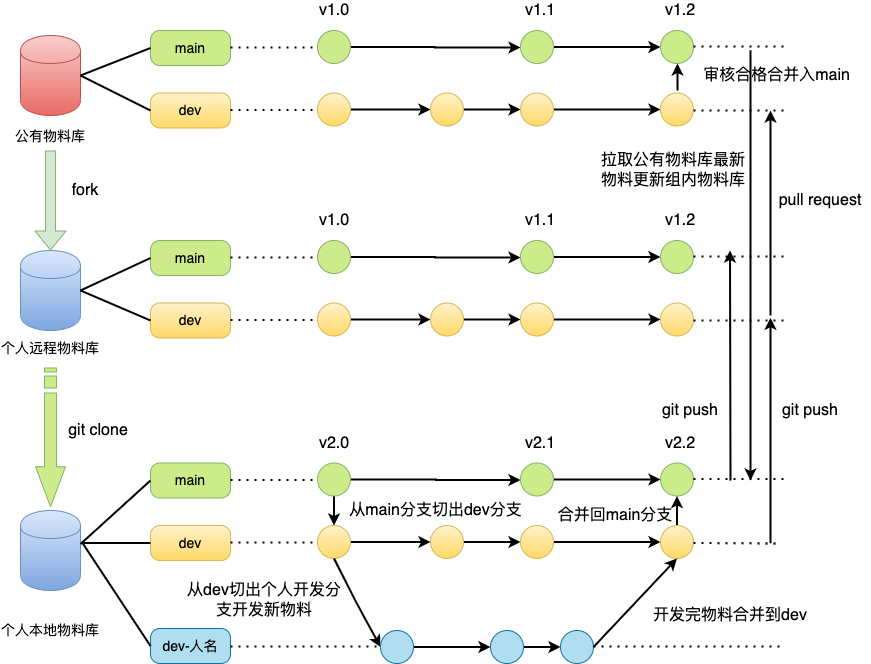 v1.0
v1.1
v1.2
main
审核合格合并入main
dev
公有物料库
拉取公有物料库最新
物料更新组内物料库
fork
pull request
v1.0
v1.1
v1.2
main
dev
个人远程物料库
git push
git push
git clone
v2.0
v2.1
v2.2
main
从main分支切出dev分支
合并回main分支
dev
从dev切出个人开发分
支开发新物料
开发完物料合并到dev
个人本地物料库
dev-人名